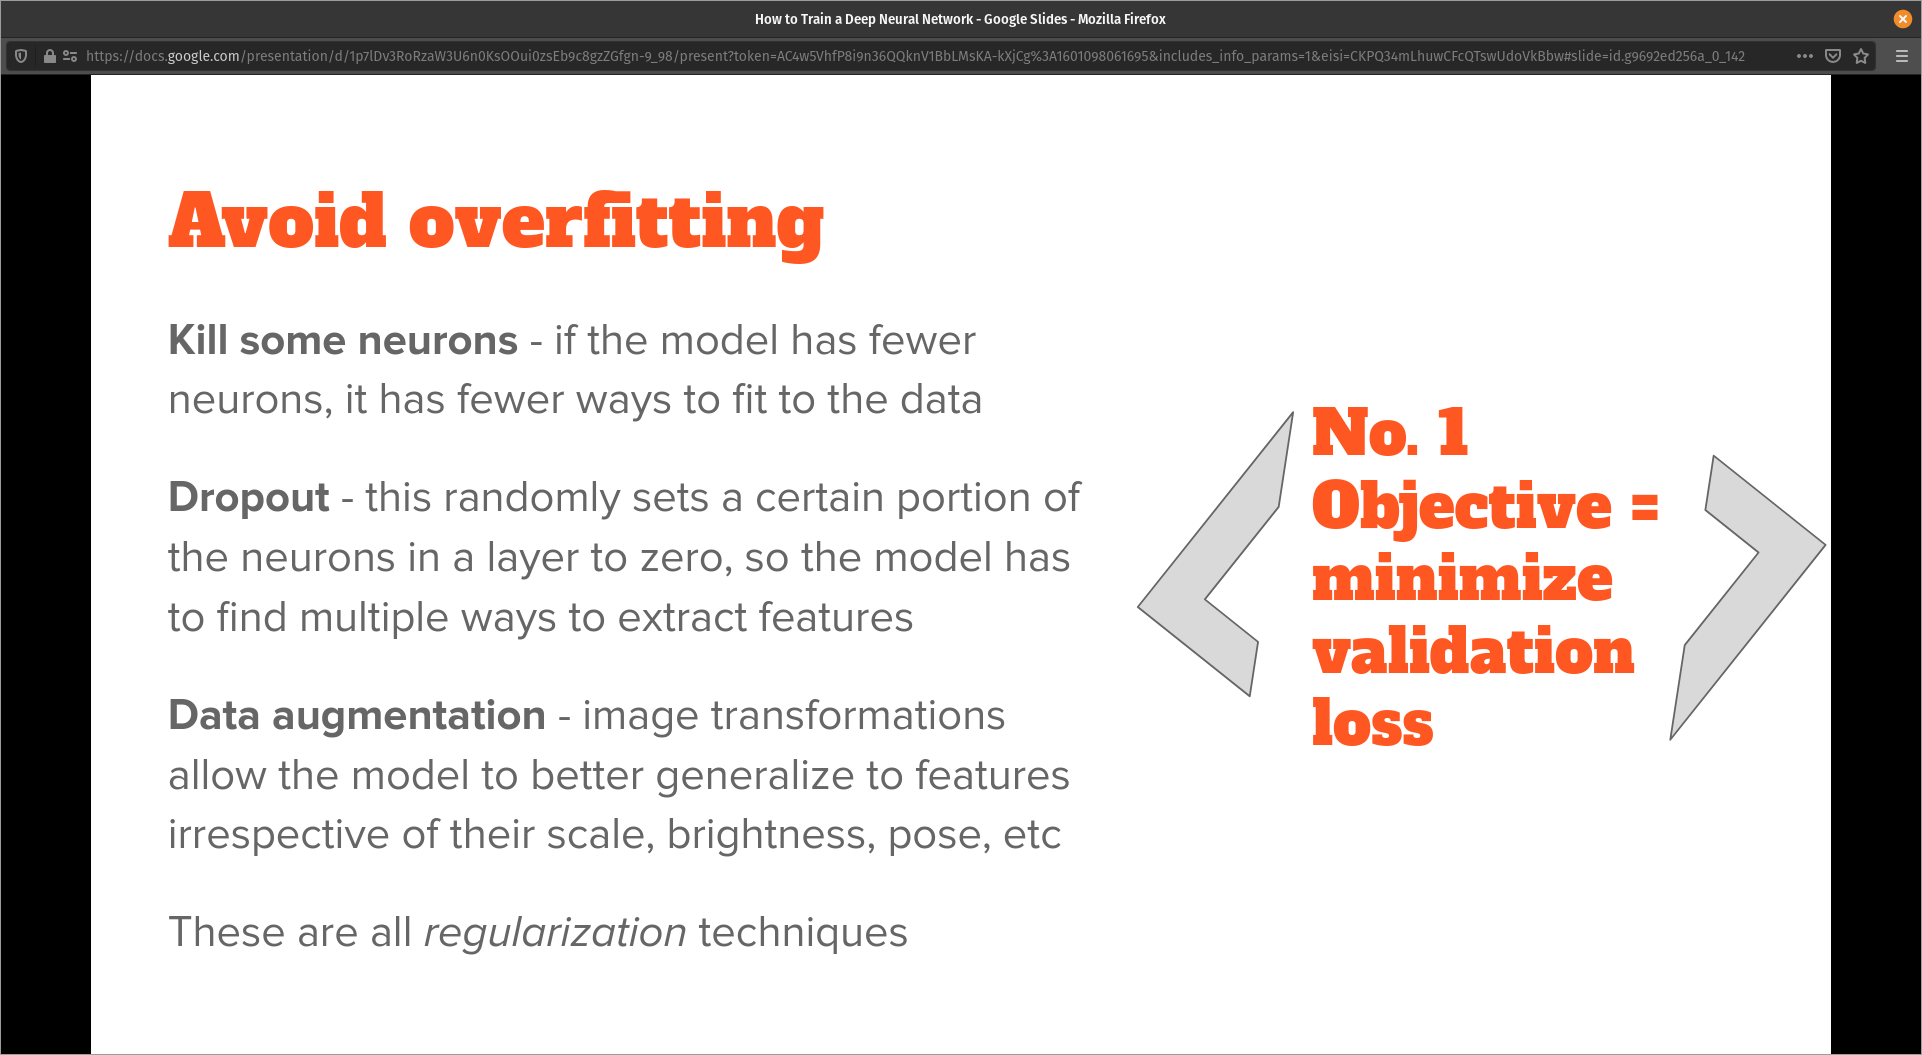 How to Train a Deep Neural Network - Google Slides - Mozilla Firefox
https://docs.google.com/presentation/d/1p7lDv3RoRzaW3U6n0KsOOui0zsEb9c8gzZGfgn-9_98/present?token=AC4w5VhfP8i9n36QQknV1BbLMsKA-kXjCg%3A1601098061695&includes_info_params=1&eisi=CKPQ34mLhuwCFcQTswUdoVkBbw#slide=id.g9692ed256a_0_142
Avoid overfitting
Kill some neurons - if the model has fewer
neurons, it has fewer ways to fit to the data
Dropout - this randomly sets a certain portion of
the neurons in a layer to zero, so the model has
to find multiple ways to extract features
Data augmentation - image transformations
allow the model to better generalize to features
irrespective of their scale, brightness, pose, etc
These are all regularization techniques
No. 1
Objective =
minimize
validation
loss